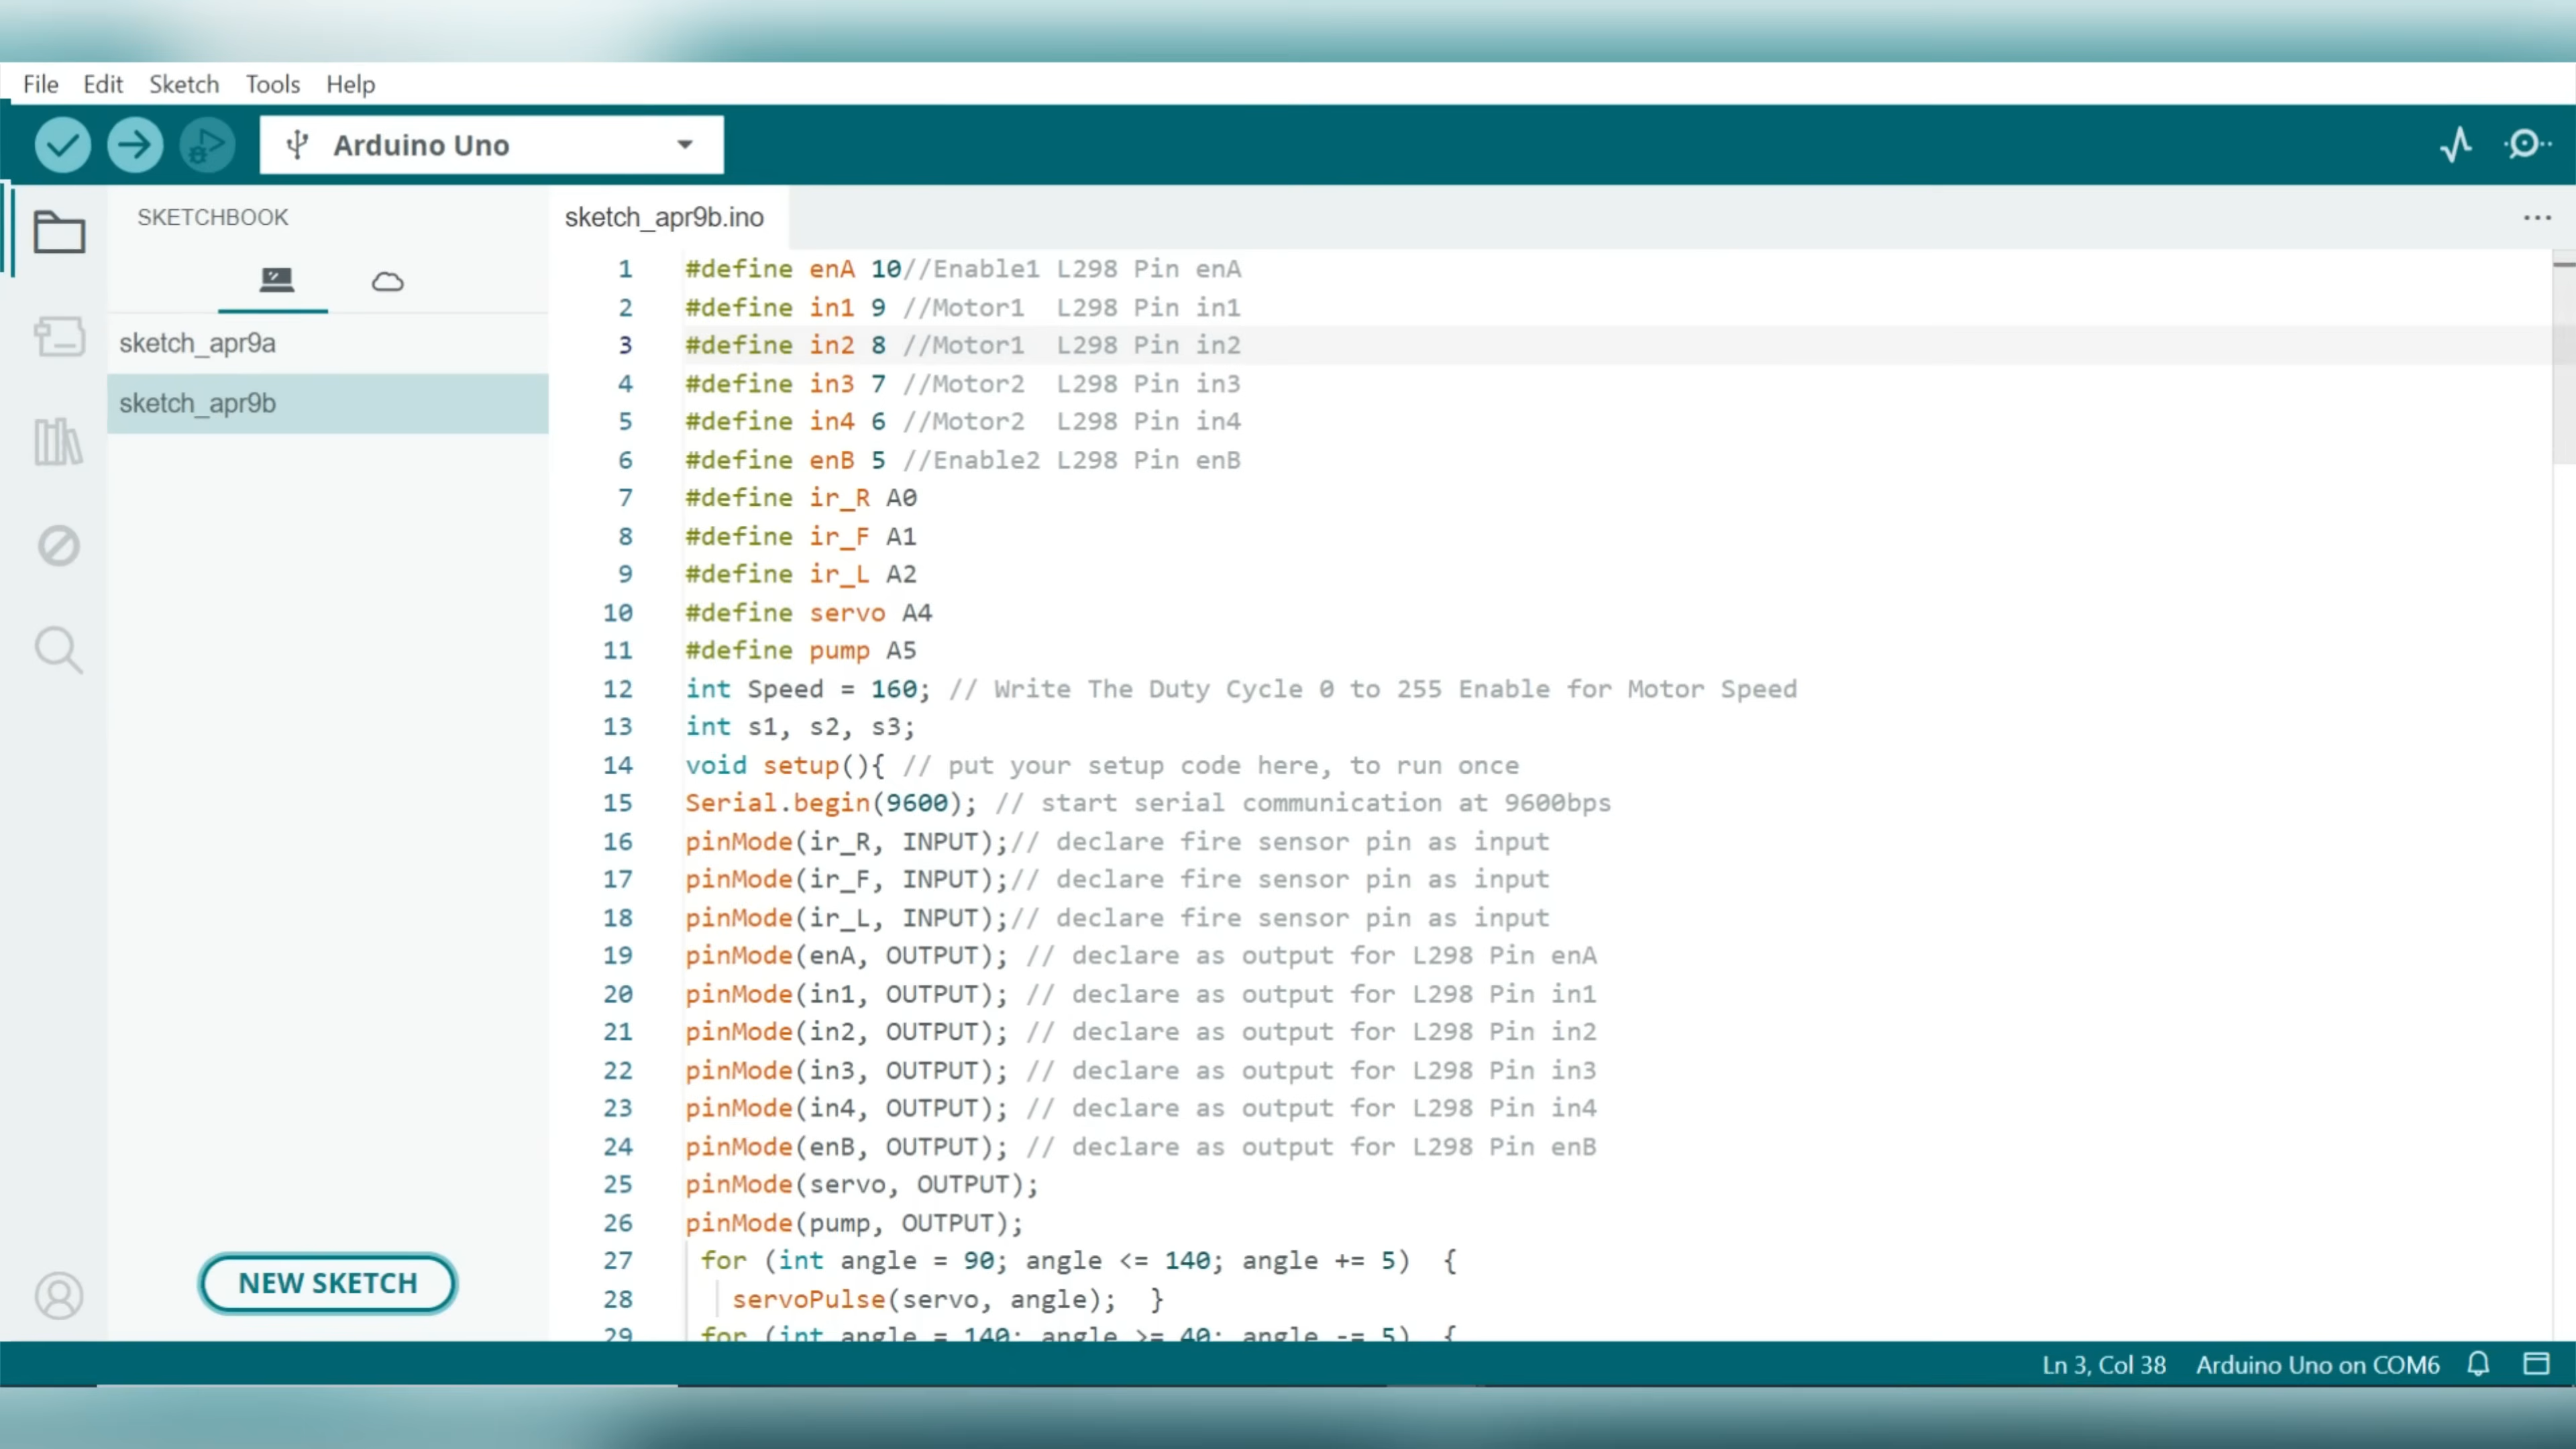 File Edit Sketch Tools Help
Arduino Uno
SKETCHBOOK
sketch_apr9a
sketch_apr9b
NEW SKETCH
sketch_apr9b.ino
1 #define enA 10//Enable1 L298 Pin enA
2 #define in1 9 //Motor1  L298 Pin in1
3 #define in2 8 //Motor1  L298 Pin in2
4 #define in3 7 //Motor2  L298 Pin in3
5 #define in4 6 //Motor2  L298 Pin in4
6 #define enB 5 //Enable2 L298 Pin enB
7 #define ir_R A0
8 #define ir_F A1
9 #define ir_L A2
10 #define servo A4
11 #define pump A5
12 int Speed = 160; // Write The Duty Cycle 0 to 255 Enable for Motor Speed
13 int s1, s2, s3;
14 void setup(){ // put your setup code here, to run once
15 Serial.begin(9600); // start serial communication at 9600bps
16 pinMode(ir_R, INPUT);// declare fire sensor pin as input
17 pinMode(ir_F, INPUT);// declare fire sensor pin as input
18 pinMode(ir_L, INPUT);// declare fire sensor pin as input
19 pinMode(enA, OUTPUT); // declare as output for L298 Pin enA
20 pinMode(in1, OUTPUT); // declare as output for L298 Pin in1
21 pinMode(in2, OUTPUT); // declare as output for L298 Pin in2
22 pinMode(in3, OUTPUT); // declare as output for L298 Pin in3
23 pinMode(in4, OUTPUT); // declare as output for L298 Pin in4
24 pinMode(enB, OUTPUT); // declare as output for L298 Pin enB
25 pinMode(servo, OUTPUT);
26 pinMode(pump, OUTPUT);
27 for (int angle = 90; angle <= 140; angle += 5)  {
28 servoPulse(servo, angle);  }
29 for (int angle = 140; angle >= 40; angle -= 5)  {
Ln 3, Col 38 Arduino Uno on COM6